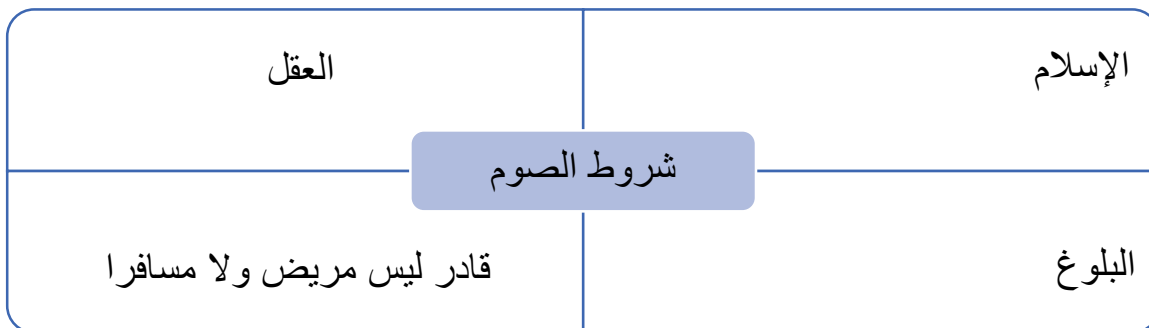 الإسلام
العقل
شروط الصوم
البلوغ
قادر ليس مريض ولا مسافرا